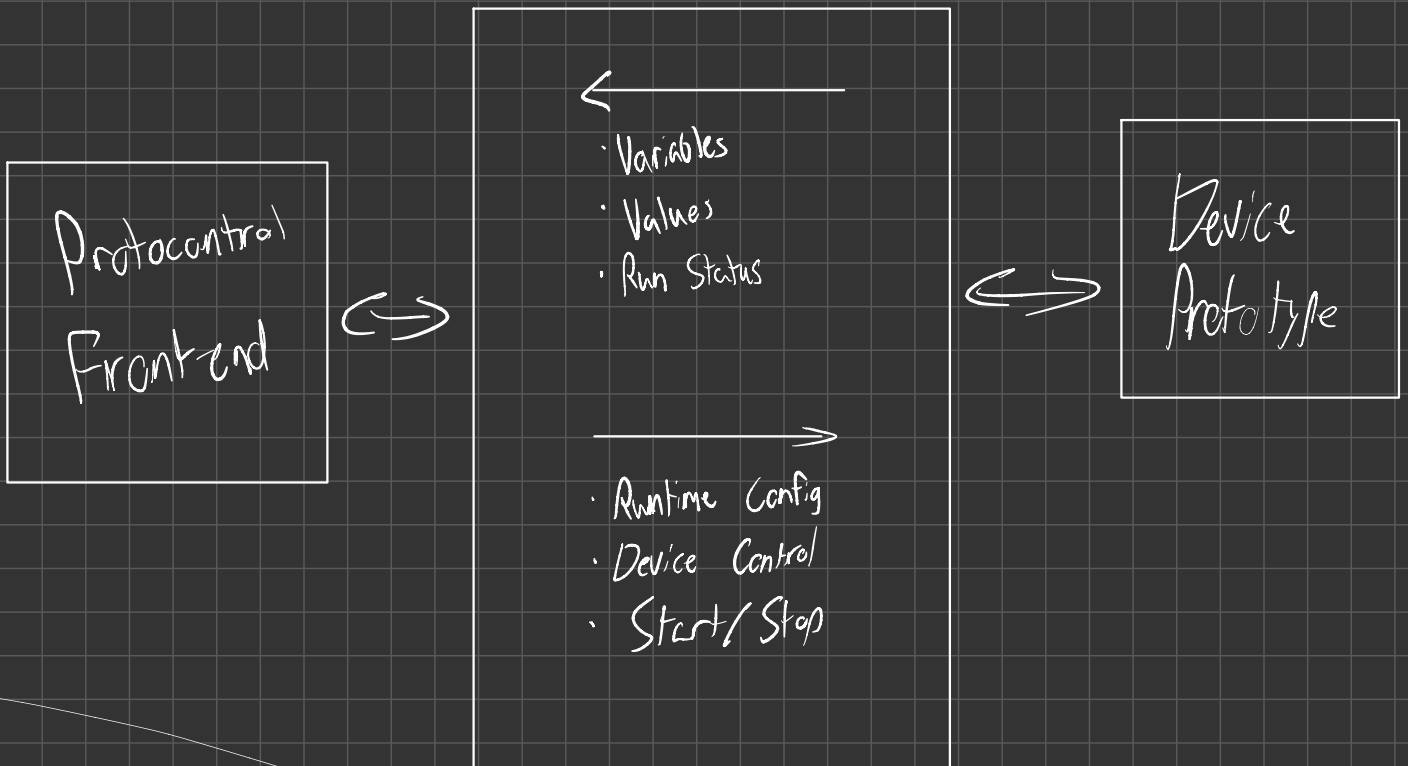 Protocontrol
Frontend
· Variables
· Values
· Run Status
· Runtime Config
· Device Control
· Start/Stop
Device
Prototype